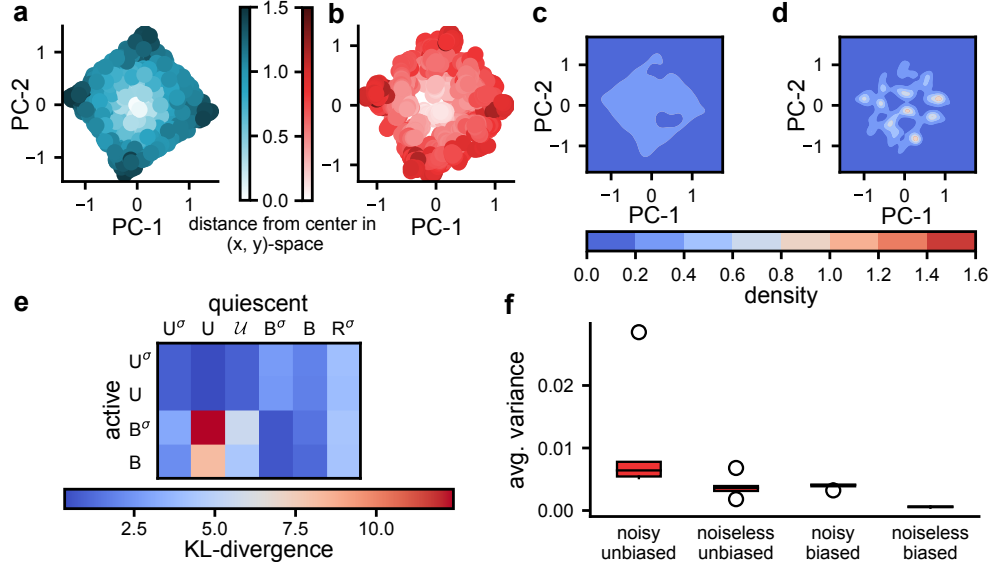 a
PC-2
1
0
−1
−1
0
1
PC-1
1.5
1.0
0.5
0.0
distance from center in
(x, y)-space
b
1
0
−1
−1
0
1
PC-1
c
PC-2
1
0
−1
−1
0
1
PC-1
d
PC-2
1
0
−1
−1
0
1
PC-1
0.0 0.2 0.4 0.6 0.8 1.0 1.2 1.4 1.6
density
e
quiescent
U^σ U 𝒰 B^σ B R^σ
active
U^σ
U
B^σ
B
2.5 5.0 7.5 10.0
KL-divergence
f
avg. variance
0.02
0.01
0.00
noisy
unbiased
noiseless
unbiased
noisy
biased
noiseless
biased